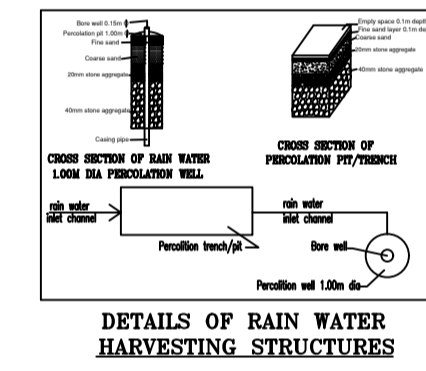 Bore well 0.15m
Percolation pit 1.00m
Fine sand
Coarse sand
20mm stone aggregate
40mm stone aggregate
Casing pipe
CROSS SECTION OF RAIN WATER
1.00M DIA PERCOLATION WELL
Empty space 0.1m depth
Fine sand layer 0.1m de
Coarse sand
20mm stone aggregate
40mm stone aggregate
CROSS SECTION OF
PERCOLATION PIT/TRENCH
rain water
inlet channel
Percolition trench/pit
rain water
inlet channel
Bore well
Percolition well 1.00m dia
DETAILS OF RAIN WATER
HARVESTING STRUCTURES